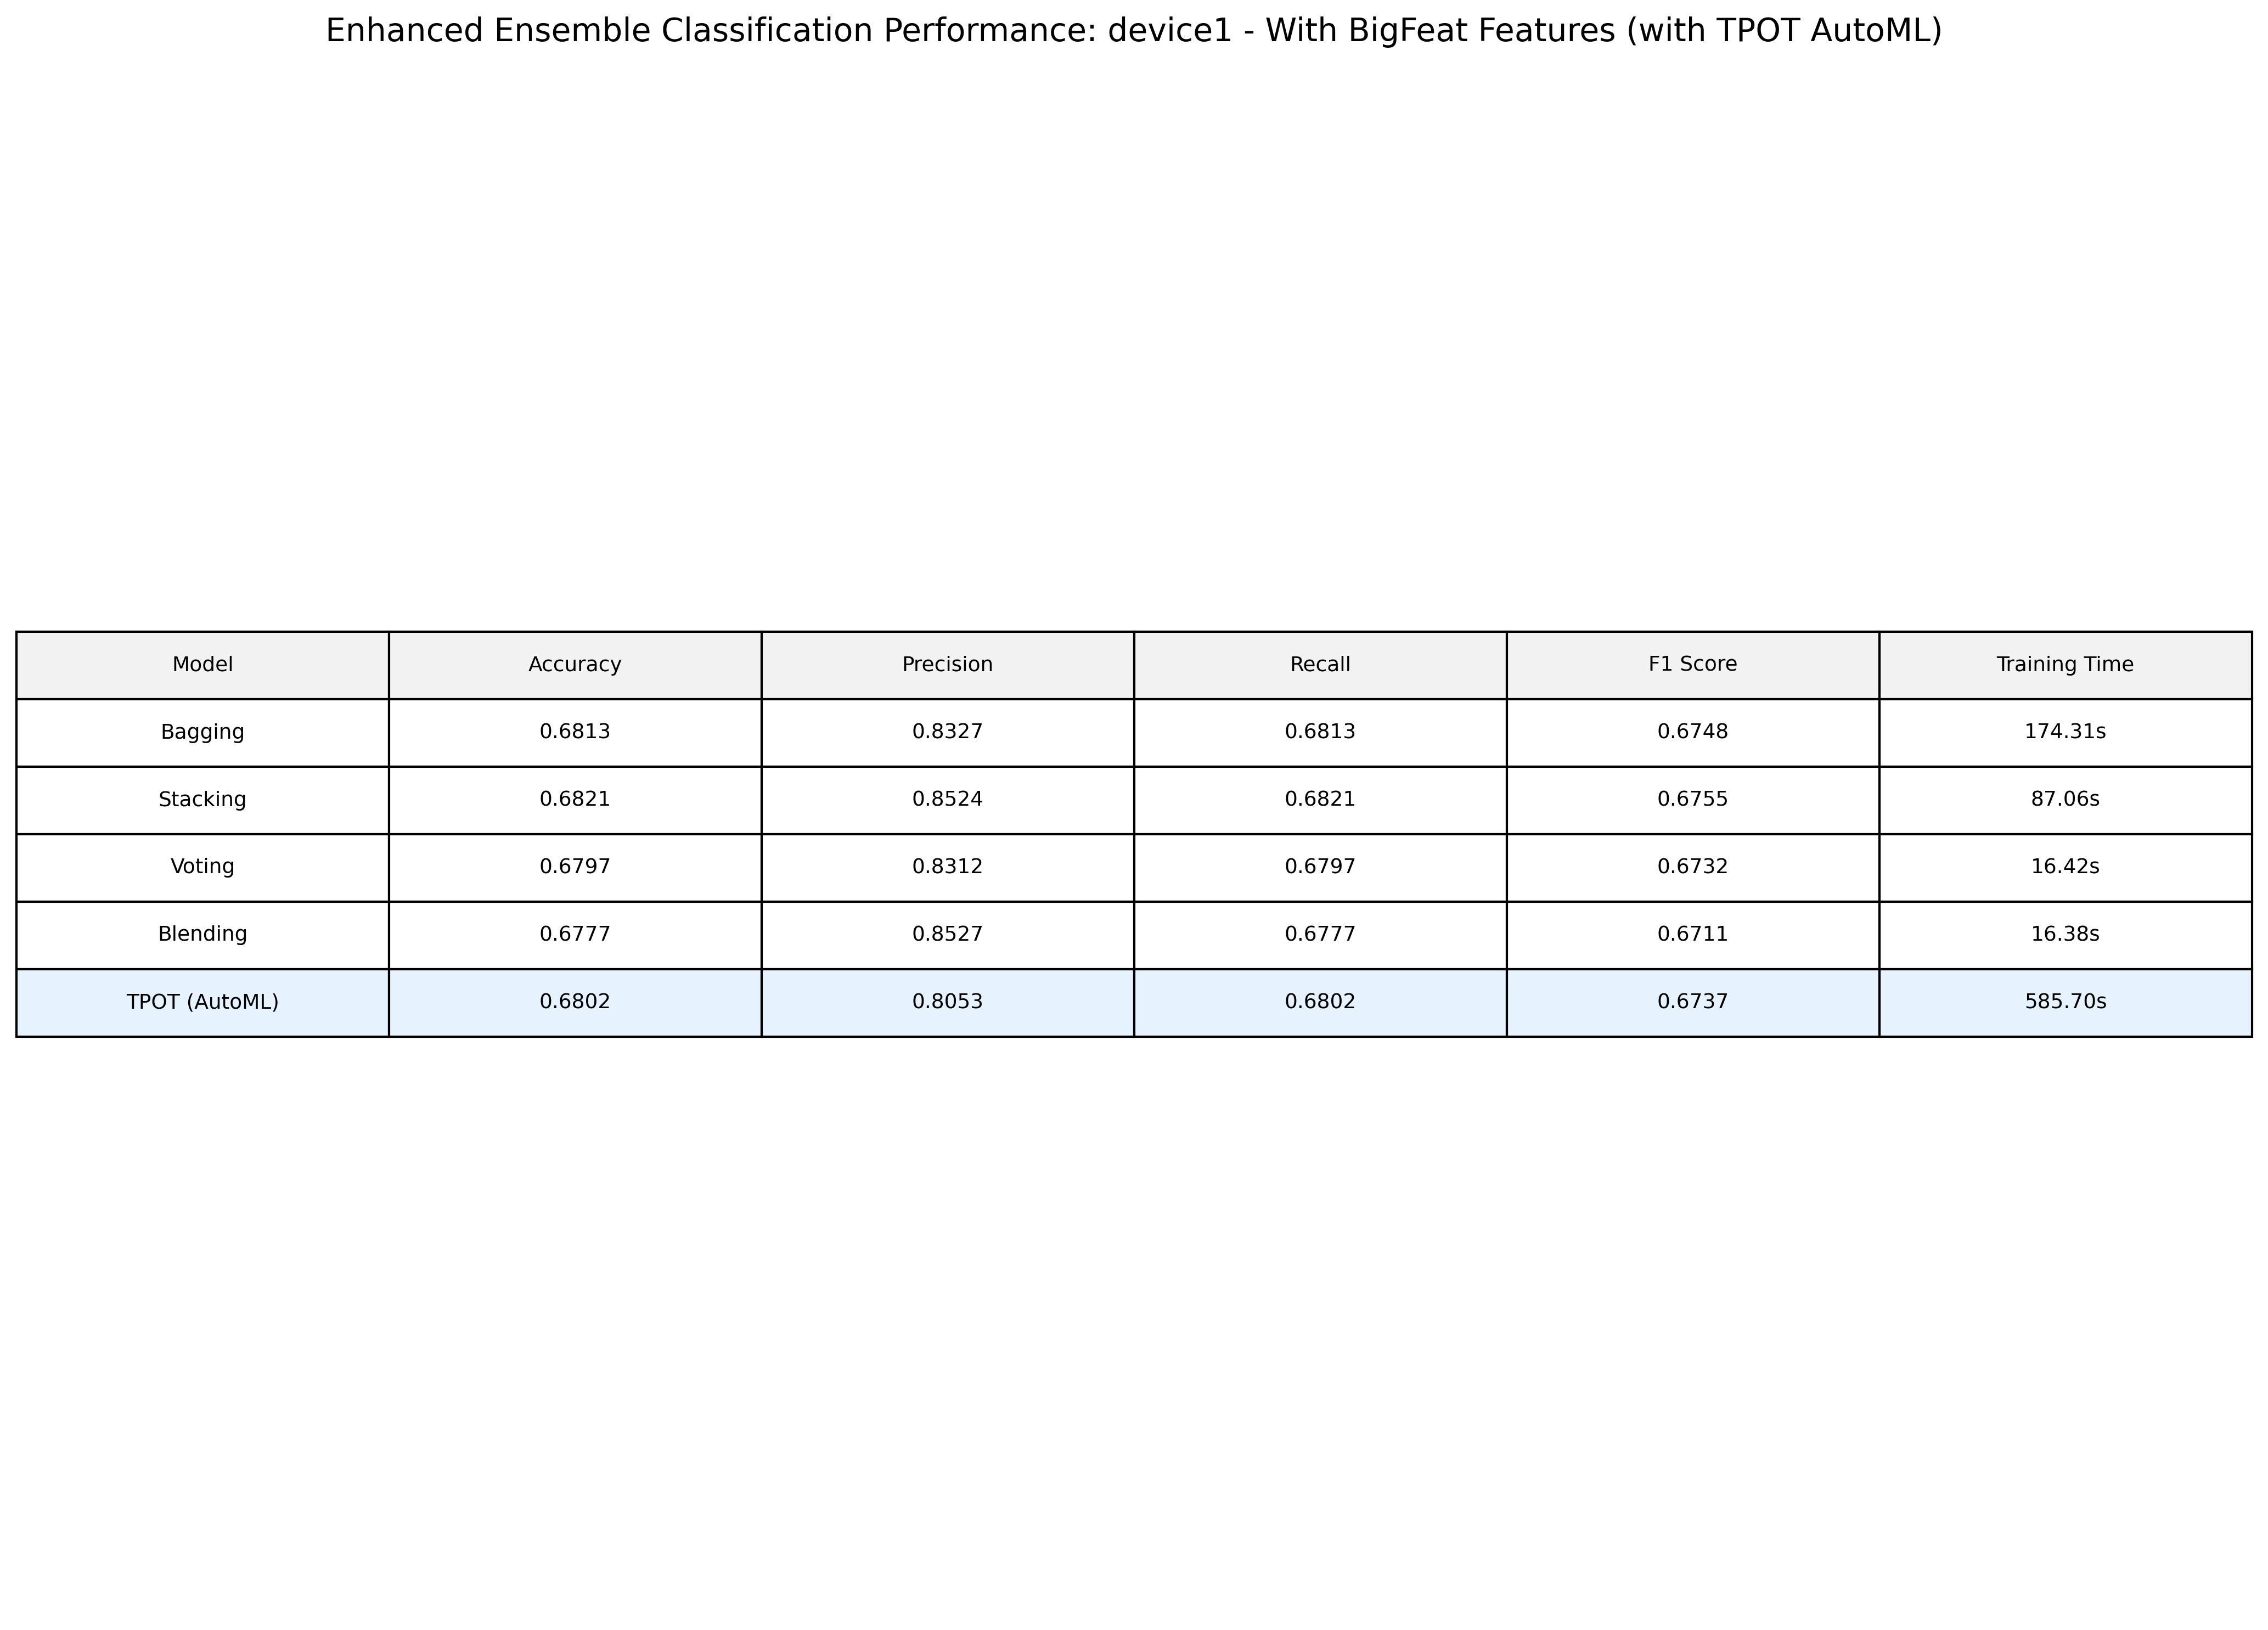 Enhanced Ensemble Classification Performance: device1 - With BigFeat Features (with TPOT AutoML)
Model Accuracy Precision Recall F1 Score Training Time
Bagging 0.6813 0.8327 0.6813 0.6748 174.31s
Stacking 0.6821 0.8524 0.6821 0.6755 87.06s
Voting 0.6797 0.8312 0.6797 0.6732 16.42s
Blending 0.6777 0.8527 0.6777 0.6711 16.38s
TPOT (AutoML) 0.6802 0.8053 0.6802 0.6737 585.70s